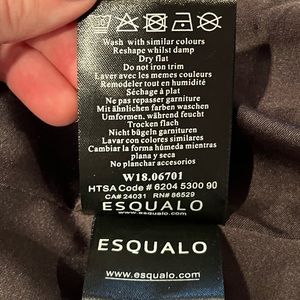 Wash with similar colours
Reshape whilst damp
Dry flat
Do not iron trim
Laver avec les memes couleurs
Remodeler tout en humidité
Séchage à plat
Ne pas repasser garniture
Mit ähnlichen farben waschen
Umformen, während feucht
Trocken flach
Nicht bügeln garnituren
Lavar con colores similares
Cambiar la forma húmeda mientras
plana y seca
No planchar accesorios
W18.06701
HTSA Code # 6204 5300 90
CA# 24031 RN# 86529
ESQUALO
www.esqualo.com
ESQUALO
www.esqualo.com